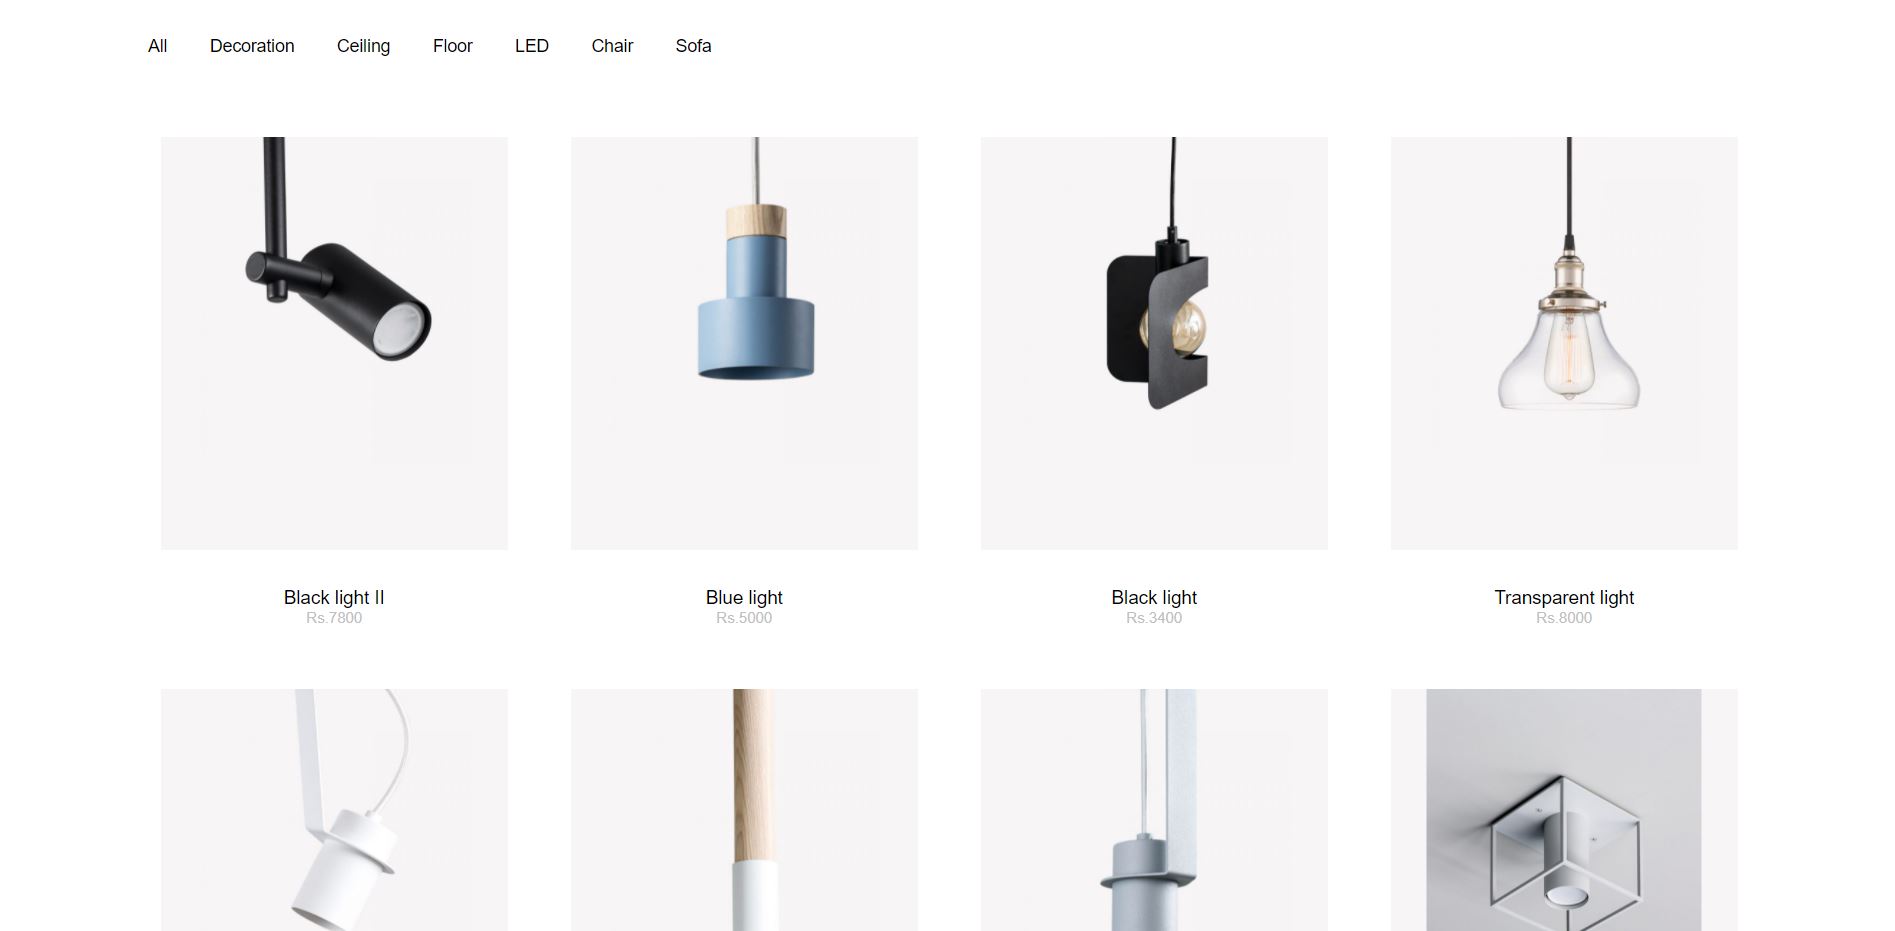 All Decoration Ceiling Floor LED Chair Sofa
Black light II
Rs.7800
Blue light
Rs.5000
Black light
Rs.3400
Transparent light
Rs.8000